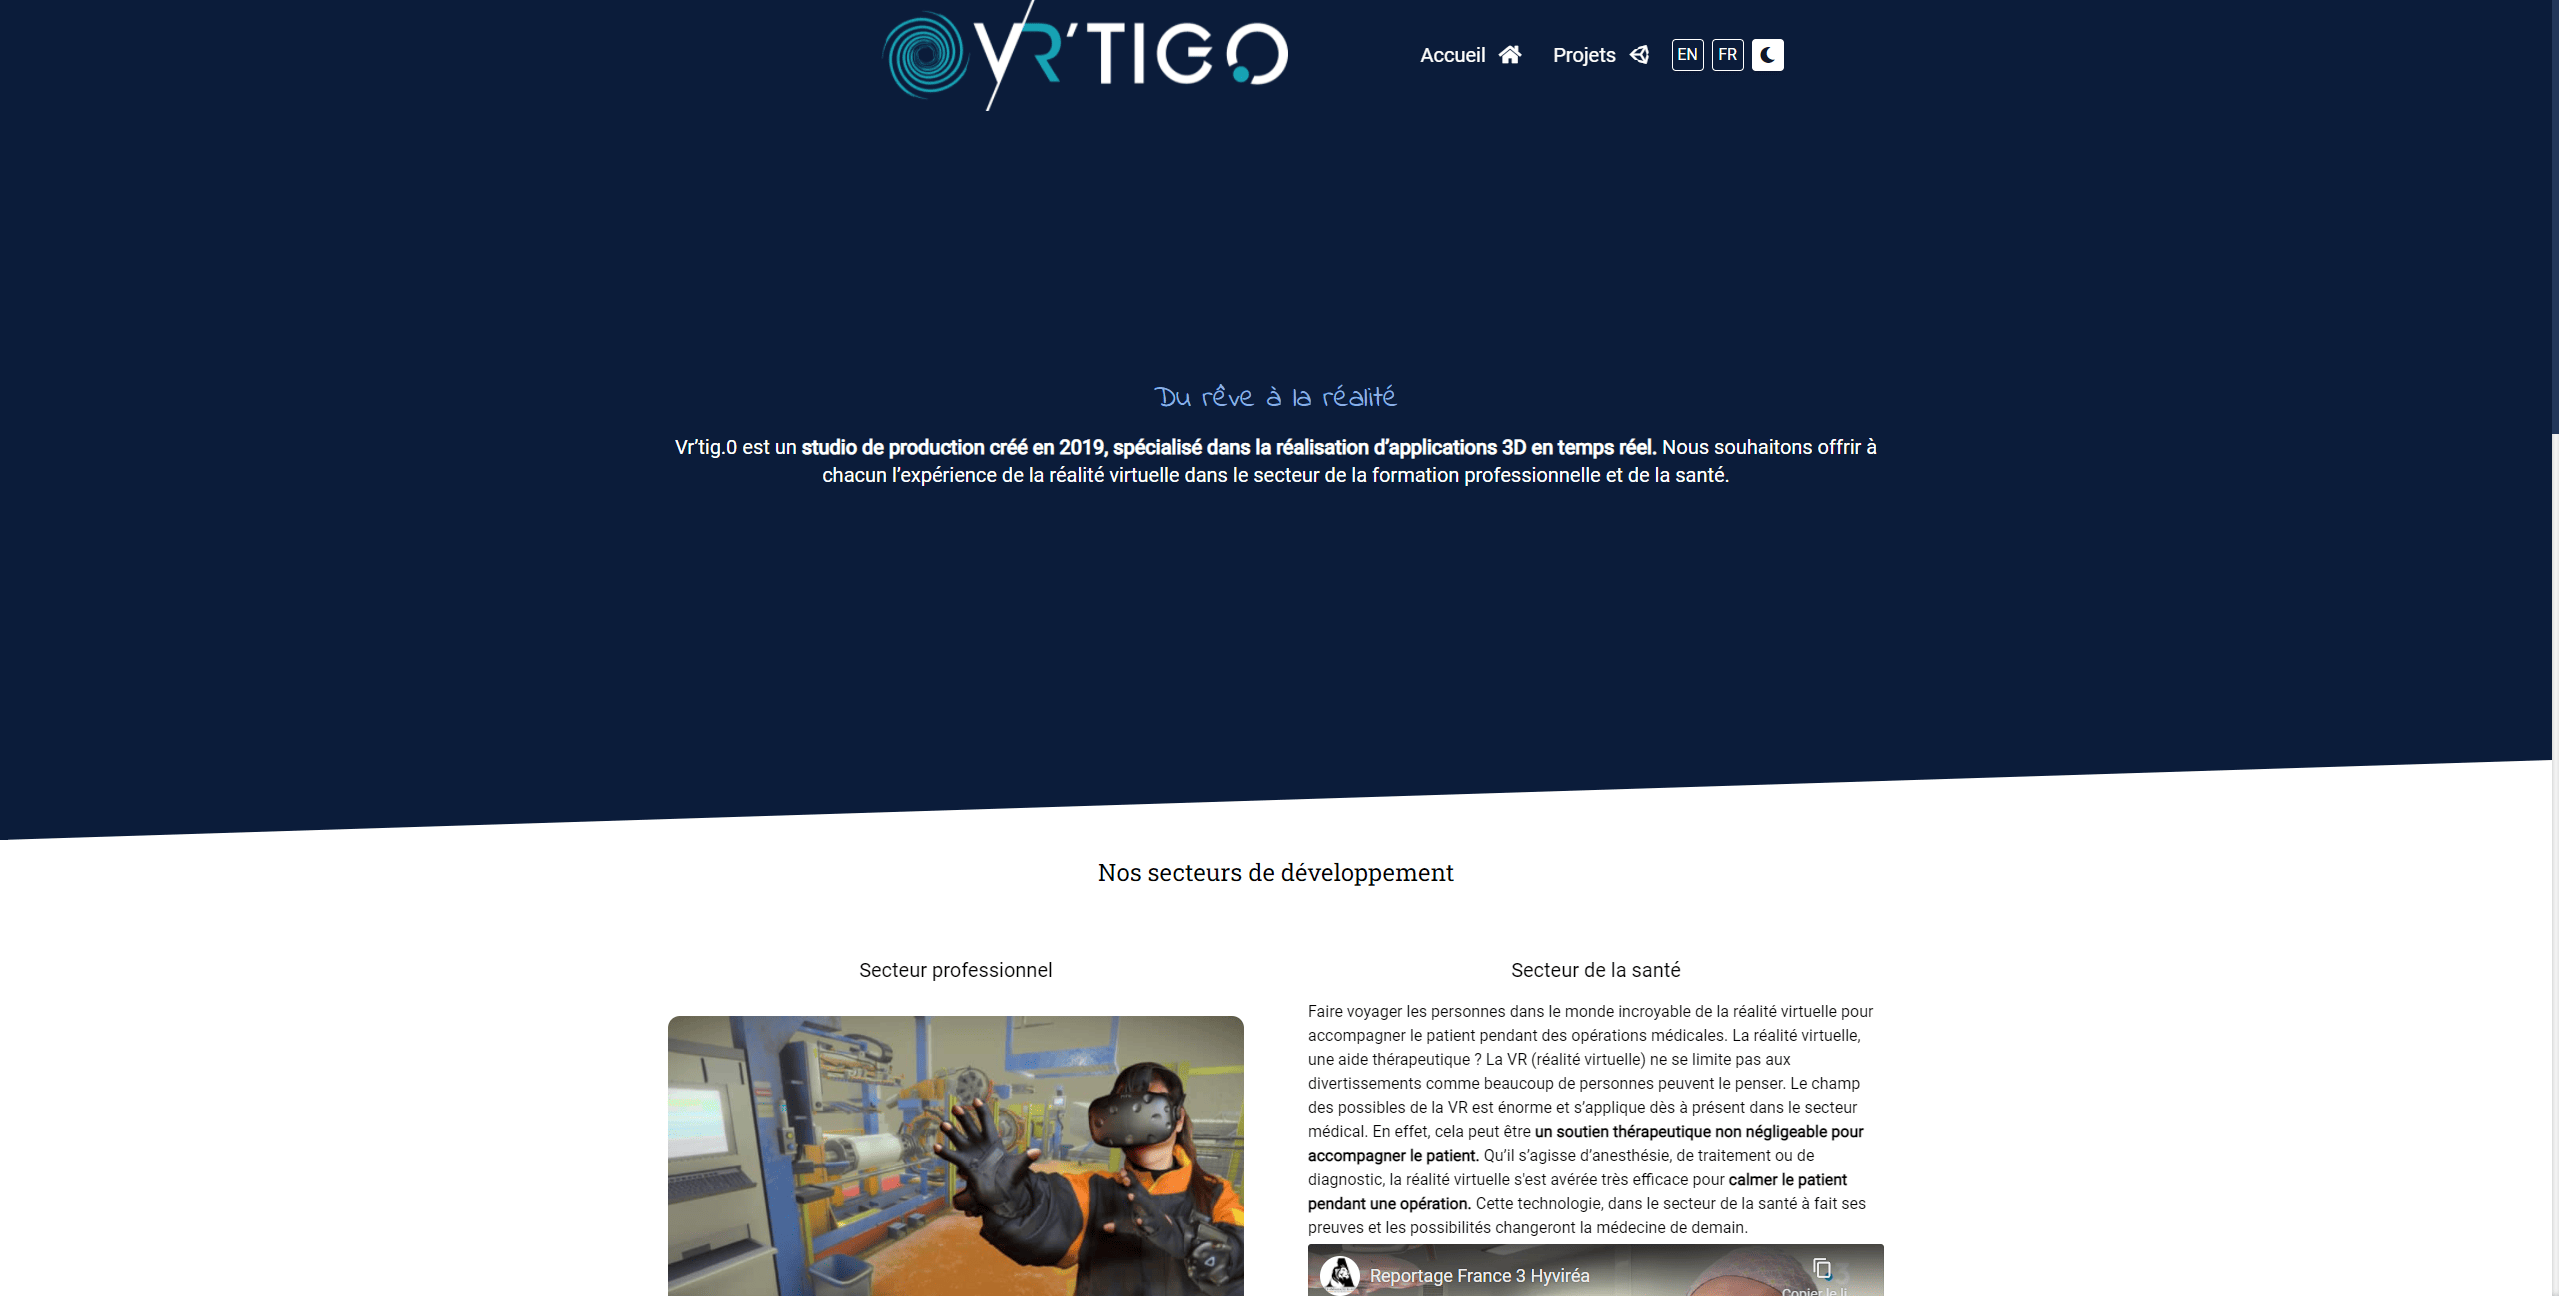 VR'TIGO
Accueil Projets EN FR
Du rêve à la réalité
Vr’tig.0 est un studio de production créé en 2019, spécialisé dans la réalisation d’applications 3D en temps réel. Nous souhaitons offrir à
chacun l’expérience de la réalité virtuelle dans le secteur de la formation professionnelle et de la santé.
Nos secteurs de développement
Secteur professionnel
Secteur de la santé
Faire voyager les personnes dans le monde incroyable de la réalité virtuelle pour
accompagner le patient pendant des opérations médicales. La réalité virtuelle,
une aide thérapeutique ? La VR (réalité virtuelle) ne se limite pas aux
divertissements comme beaucoup de personnes peuvent le penser. Le champ
des possibles de la VR est énorme et s’applique dès à présent dans le secteur
médical. En effet, cela peut être un soutien thérapeutique non négligeable pour
accompagner le patient. Qu’il s’agisse d’anesthésie, de traitement ou de
diagnostic, la réalité virtuelle s'est avérée très efficace pour calmer le patient
pendant une opération. Cette technologie, dans le secteur de la santé à fait ses
preuves et les possibilités changeront la médecine de demain.
Reportage France 3 Hyviréa
Copier le li